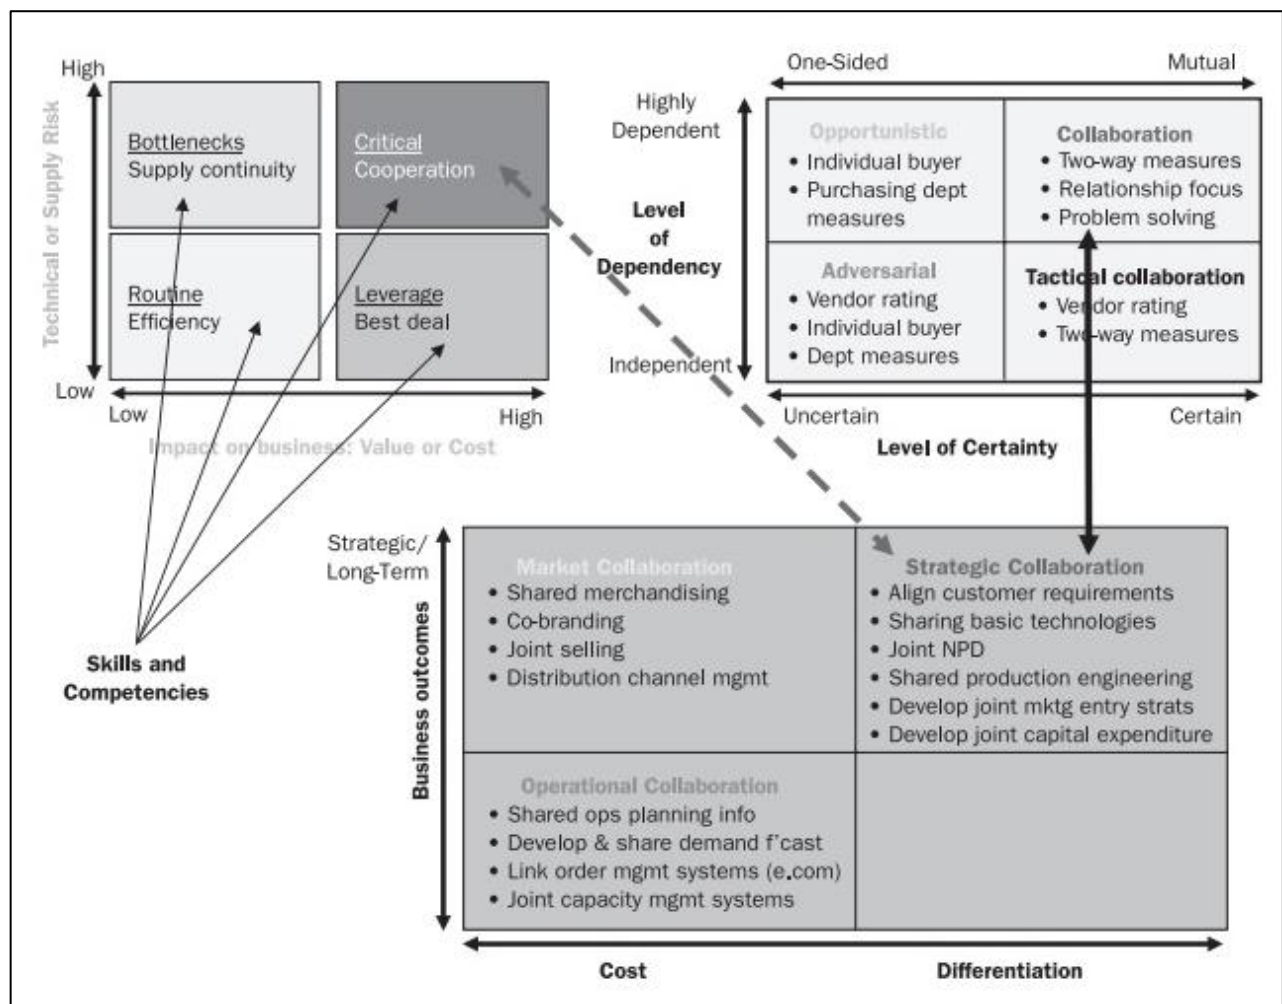 High
Technical or Supply Risk
Bottlenecks
Supply continuity
Critical
Cooperation
Routine
Efficiency
Leverage
Best deal
Low
Low
High
Impact on business: Value or Cost
Skills and
Competencies
One-Sided
Mutual
Highly
Dependent
Level
of
Dependency
Independent
Opportunistic
• Individual buyer
• Purchasing dept
measures
Collaboration
• Two-way measures
• Relationship focus
• Problem solving
Adversarial
• Vendor rating
• Individual buyer
• Dept measures
Tactical collaboration
• Vendor rating
• Two-way measures
Uncertain
Certain
Level of Certainty
Strategic/
Long-Term
Business outcomes
Market Collaboration
• Shared merchandising
• Co-branding
• Joint selling
• Distribution channel mgmt
Strategic Collaboration
• Align customer requirements
• Sharing basic technologies
• Joint NPD
• Shared production engineering
• Develop joint mktg entry strats
• Develop joint capital expenditure
Operational Collaboration
• Shared ops planning info
• Develop & share demand f'cast
• Link order mgmt systems (e.com)
• Joint capacity mgmt systems
Cost
Differentiation